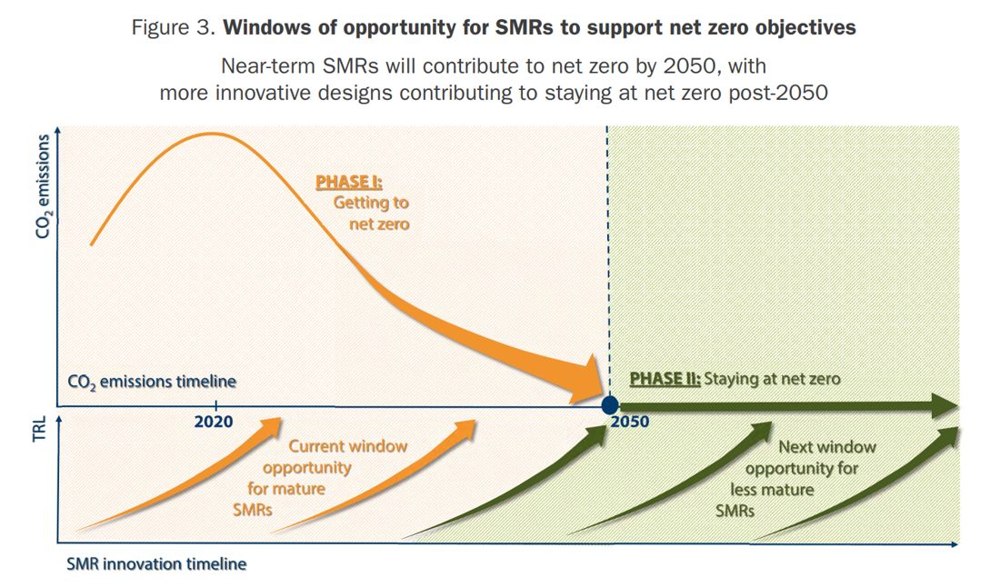 Figure 3. Windows of opportunity for SMRs to support net zero objectives
Near-term SMRs will contribute to net zero by 2050, with
more innovative designs contributing to staying at net zero post-2050
CO₂ emissions
PHASE I:
Getting to
net zero
CO₂ emissions timeline
PHASE II: Staying at net zero
2020
2050
TRL
Current window
opportunity
for mature
SMRs
Next window
opportunity for
less mature
SMRs
SMR innovation timeline